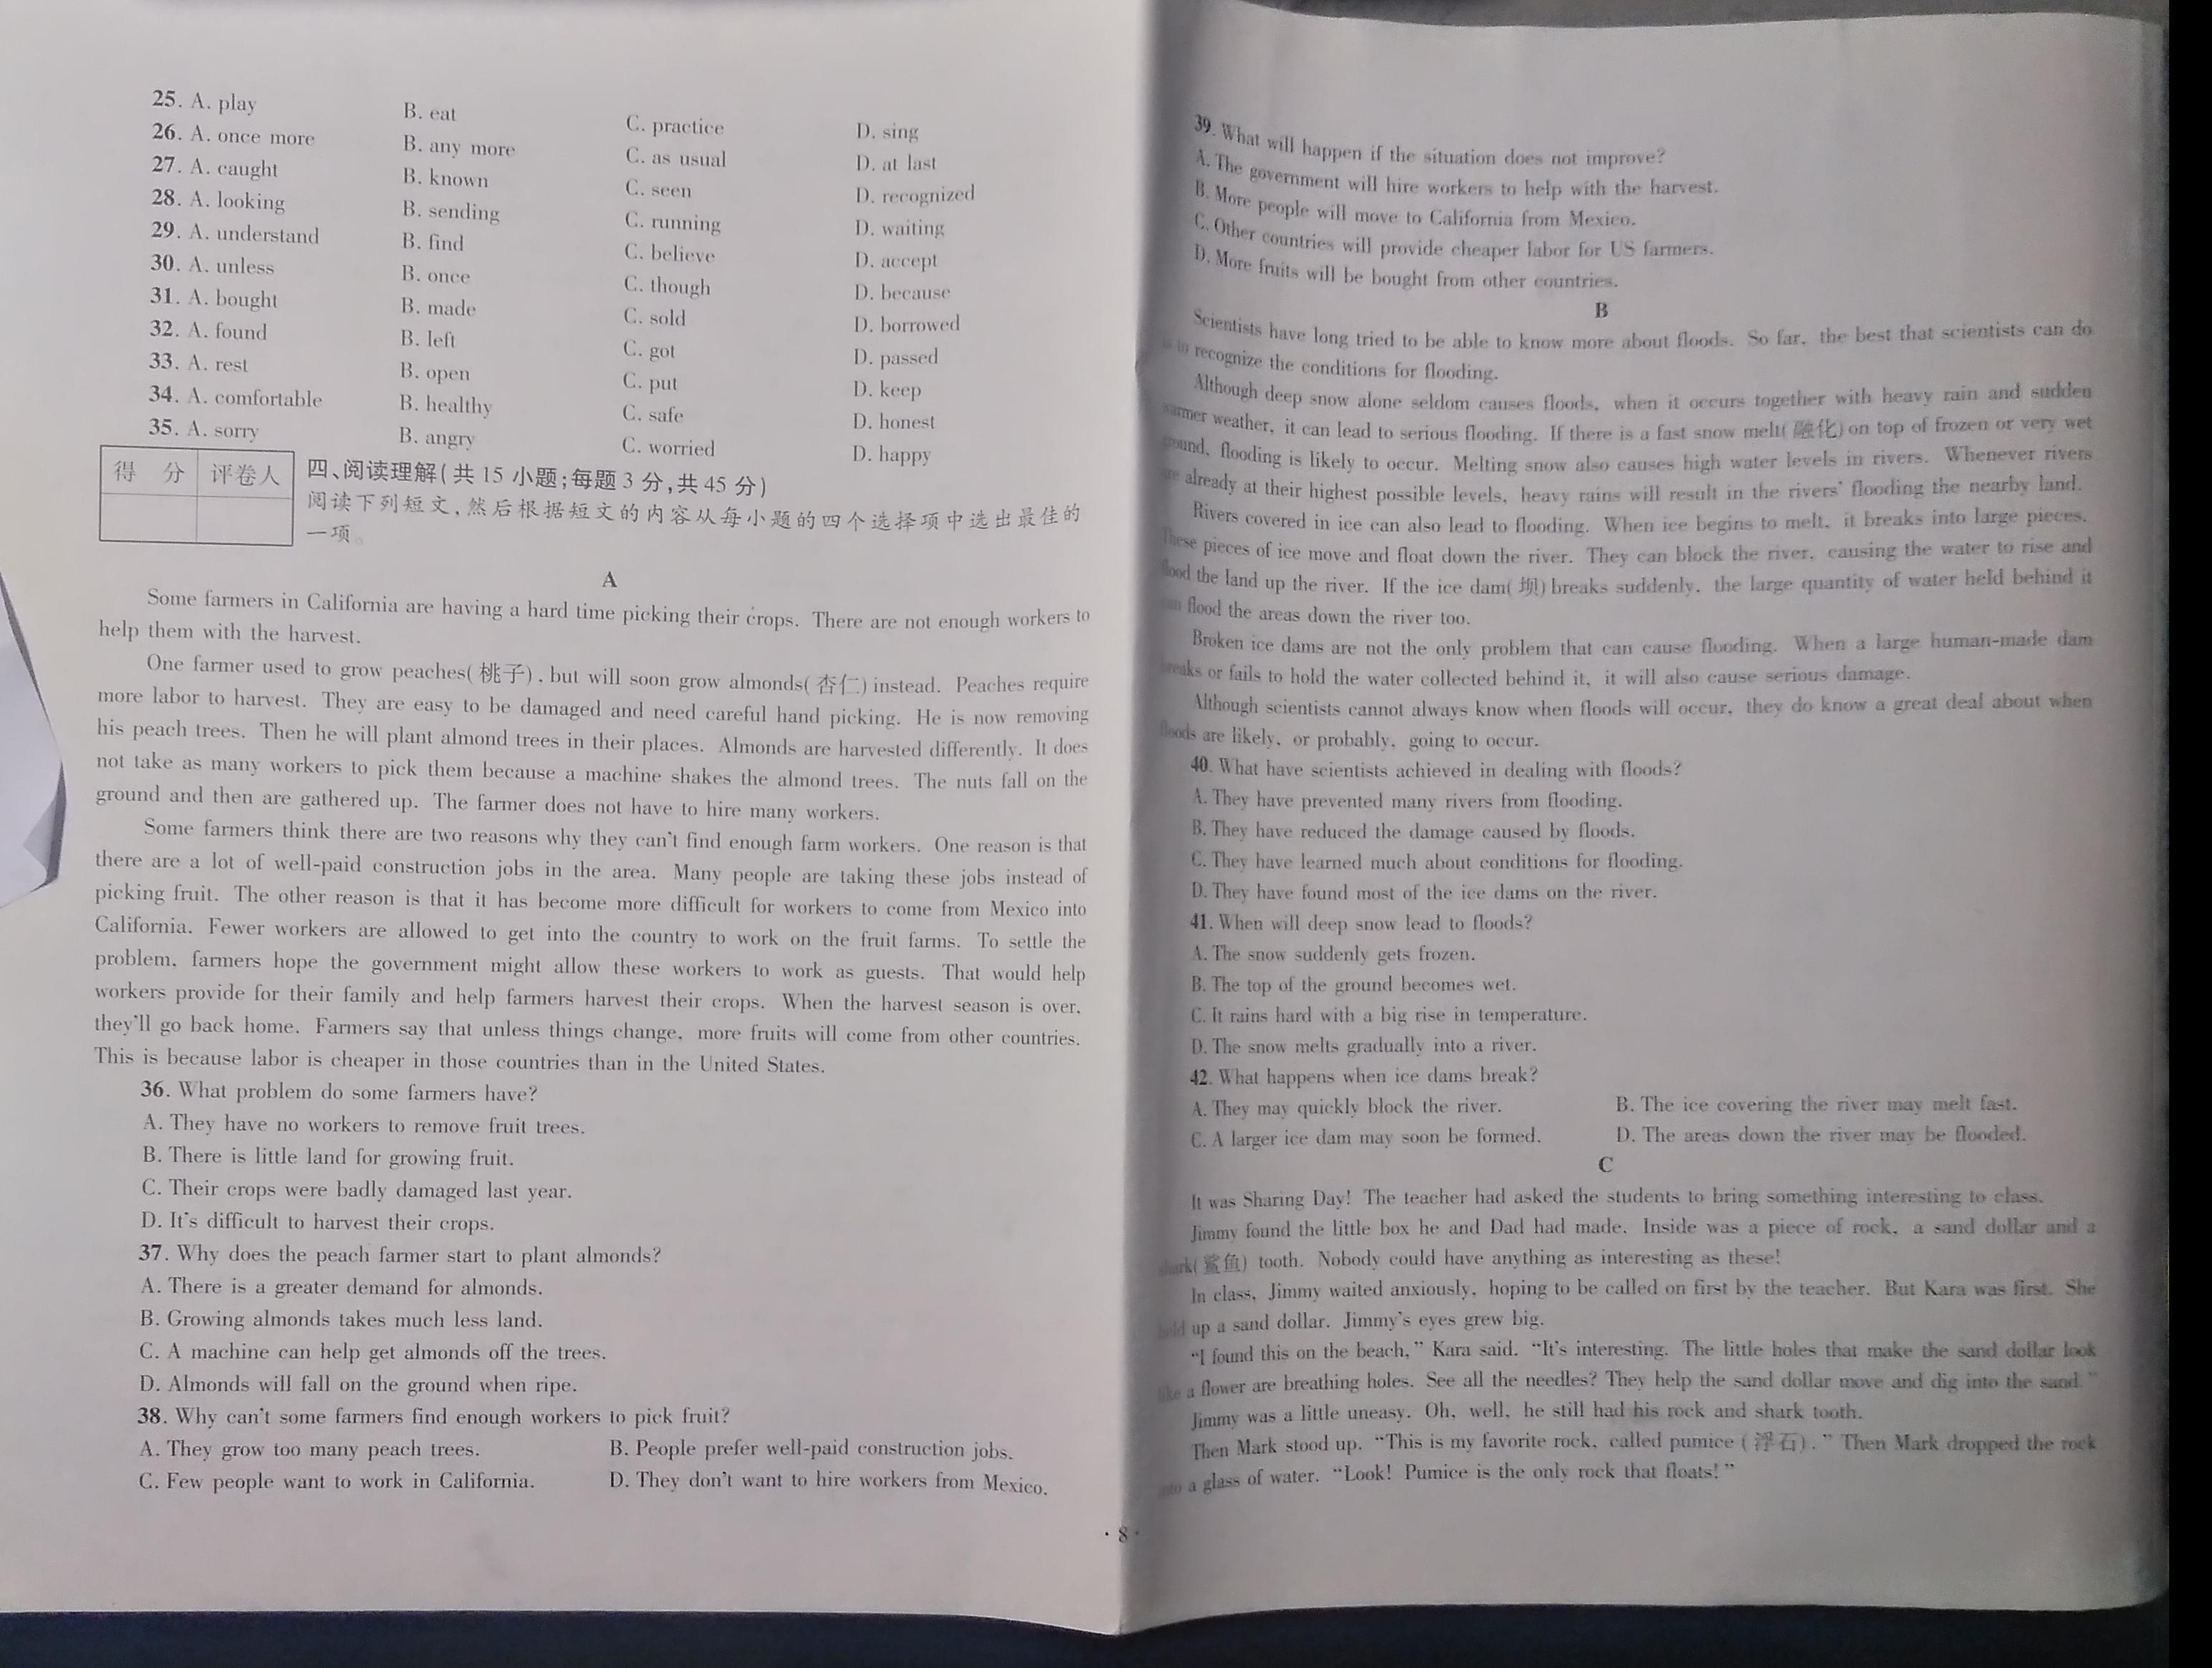 25. A. play B. eat C. practice D. sing
26. A. once more B. any more C. as usual D. at last
27. A. caught B. known C. seen D. recognized
28. A. looking B. sending C. running D. waiting
29. A. understand B. find C. believe D. accept
30. A. unless B. once C. though D. because
31. A. bought B. made C. sold D. borrowed
32. A. found B. left C. got D. passed
33. A. rest B. open C. put D. keep
34. A. comfortable B. healthy C. safe D. honest
35. A. sorry B. angry C. worried D. happy
得 分 评卷人
四、阅读理解(共 15 小题;每题 3 分,共 45 分)
阅读下列短文,然后根据短文的内容从每小题的四个选择项中选出最佳的
一项。
A
Some farmers in California are having a hard time picking their crops. There are not enough workers to
help them with the harvest.
One farmer used to grow peaches(桃子), but will soon grow almonds(杏仁) instead. Peaches require
more labor to harvest. They are easy to be damaged and need careful hand picking. He is now removing
his peach trees. Then he will plant almond trees in their places. Almonds are harvested differently. It does
not take as many workers to pick them because a machine shakes the almond trees. The nuts fall on the
ground and then are gathered up. The farmer does not have to hire many workers.
Some farmers think there are two reasons why they can't find enough farm workers. One reason is that
there are a lot of well-paid construction jobs in the area. Many people are taking these jobs instead of
picking fruit. The other reason is that it has become more difficult for workers to come from Mexico into
California. Fewer workers are allowed to get into the country to work on the fruit farms. To settle the
problem, farmers hope the government might allow these workers to work as guests. That would help
workers provide for their family and help farmers harvest their crops. When the harvest season is over,
they'll go back home. Farmers say that unless things change, more fruits will come from other countries.
This is because labor is cheaper in those countries than in the United States.
36. What problem do some farmers have?
A. They have no workers to remove fruit trees.
B. There is little land for growing fruit.
C. Their crops were badly damaged last year.
D. It's difficult to harvest their crops.
37. Why does the peach farmer start to plant almonds?
A. There is a greater demand for almonds.
B. Growing almonds takes much less land.
C. A machine can help get almonds off the trees.
D. Almonds will fall on the ground when ripe.
38. Why can't some farmers find enough workers to pick fruit?
A. They grow too many peach trees. B. People prefer well-paid construction jobs.
C. Few people want to work in California. D. They don't want to hire workers from Mexico.
39. What will happen if the situation does not improve?
A. The government will hire workers to help with the harvest.
B. More people will move to California from Mexico.
C. Other countries will provide cheaper labor for US farmers.
D. More fruits will be bought from other countries.
B
Scientists have long tried to be able to know more about floods. So far, the best that scientists can do
is to recognize the conditions for flooding.
Although deep snow alone seldom causes floods, when it occurs together with heavy rain and sudden
warmer weather, it can lead to serious flooding. If there is a fast snow melt(融化) on top of frozen or very wet
ground, flooding is likely to occur. Melting snow also causes high water levels in rivers. Whenever rivers
are already at their highest possible levels, heavy rains will result in the rivers' flooding the nearby land.
Rivers covered in ice can also lead to flooding. When ice begins to melt, it breaks into large pieces.
These pieces of ice move and float down the river. They can block the river, causing the water to rise and
flood the land up the river. If the ice dam(坝) breaks suddenly, the large quantity of water held behind it
can flood the areas down the river too.
Broken ice dams are not the only problem that can cause flooding. When a large human-made dam
breaks or fails to hold the water collected behind it, it will also cause serious damage.
Although scientists cannot always know when floods will occur, they do know a great deal about when
floods are likely, or probably, going to occur.
40. What have scientists achieved in dealing with floods?
A. They have prevented many rivers from flooding.
B. They have reduced the damage caused by floods.
C. They have learned much about conditions for flooding.
D. They have found most of the ice dams on the river.
41. When will deep snow lead to floods?
A. The snow suddenly gets frozen.
B. The top of the ground becomes wet.
C. It rains hard with a big rise in temperature.
D. The snow melts gradually into a river.
42. What happens when ice dams break?
A. They may quickly block the river. B. The ice covering the river may melt fast.
C. A larger ice dam may soon be formed. D. The areas down the river may be flooded.
C
It was Sharing Day! The teacher had asked the students to bring something interesting to class.
Jimmy found the little box he and Dad had made. Inside was a piece of rock, a sand dollar and a
shark(鲨鱼) tooth. Nobody could have anything as interesting as these!
In class, Jimmy waited anxiously, hoping to be called on first by the teacher. But Kara was first. She
held up a sand dollar. Jimmy's eyes grew big.
"I found this on the beach," Kara said. "It's interesting. The little holes that make the sand dollar look
like a flower are breathing holes. See all the needles? They help the sand dollar move and dig into the sand."
Jimmy was a little uneasy. Oh, well, he still had his rock and shark tooth.
Then Mark stood up. "This is my favorite rock, called pumice (浮石)." Then Mark dropped the rock
into a glass of water. "Look! Pumice is the only rock that floats!"
· 8 ·